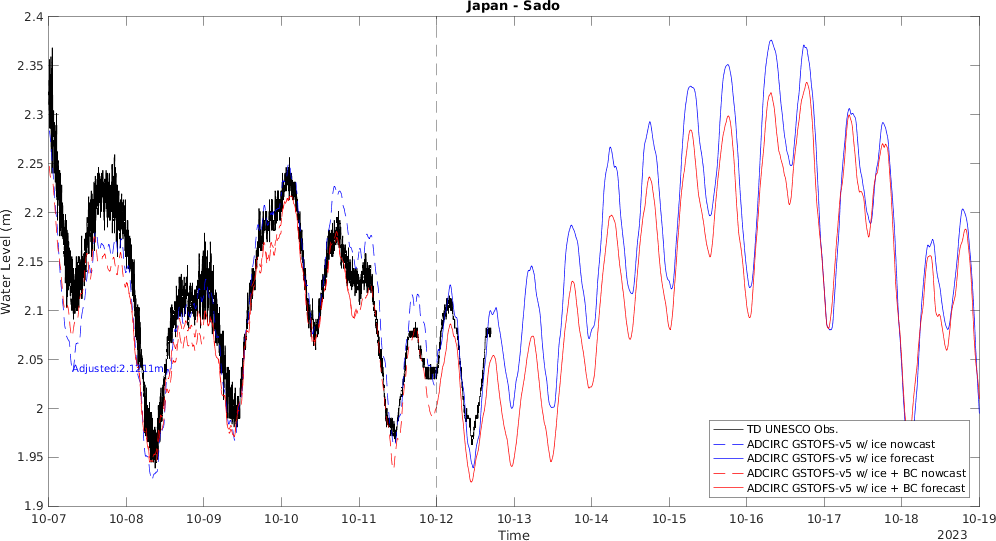 Japan - Sado
Water Level (m)
2.4
2.35
2.3
2.25
2.2
2.15
2.1
2.05
2
1.95
1.9
Adjusted:2.1211m
TD UNESCO Obs.
ADCIRC GSTOFS-v5 w/ ice nowcast
ADCIRC GSTOFS-v5 w/ ice forecast
ADCIRC GSTOFS-v5 w/ ice + BC nowcast
ADCIRC GSTOFS-v5 w/ ice + BC forecast
10-07 10-08 10-09 10-10 10-11 10-12 10-13 10-14 10-15 10-16 10-17 10-18 10-19
Time
2023